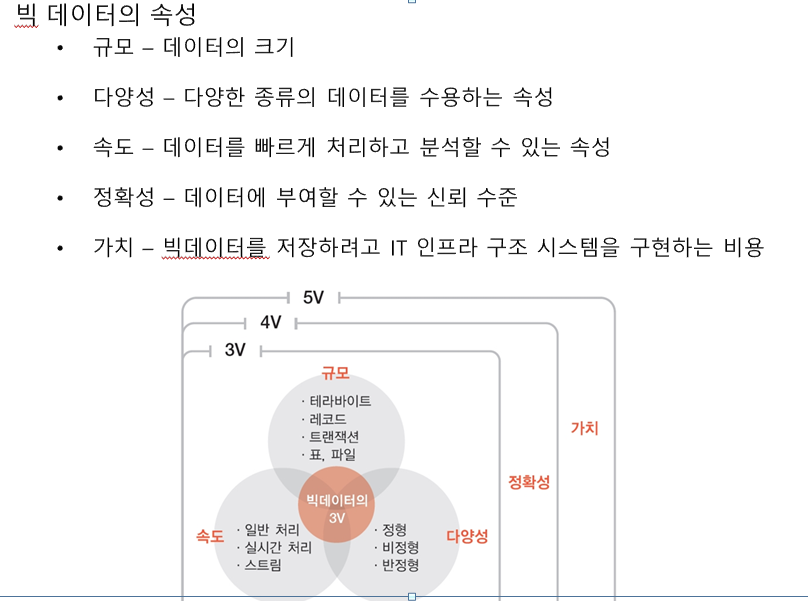 빅 데이터의 속성
• 규모 – 데이터의 크기
• 다양성 – 다양한 종류의 데이터를 수용하는 속성
• 속도 – 데이터를 빠르게 처리하고 분석할 수 있는 속성
• 정확성 – 데이터에 부여할 수 있는 신뢰 수준
• 가치 – 빅데이터를 저장하려고 IT 인프라 구조 시스템을 구현하는 비용
5V
4V
3V
규모
· 테라바이트
· 레코드
· 트랜잭션
· 표, 파일
가치
정확성
빅데이터의
3V
속도
· 일반 처리
· 실시간 처리
· 스트림
· 정형
· 비정형
· 반정형
다양성